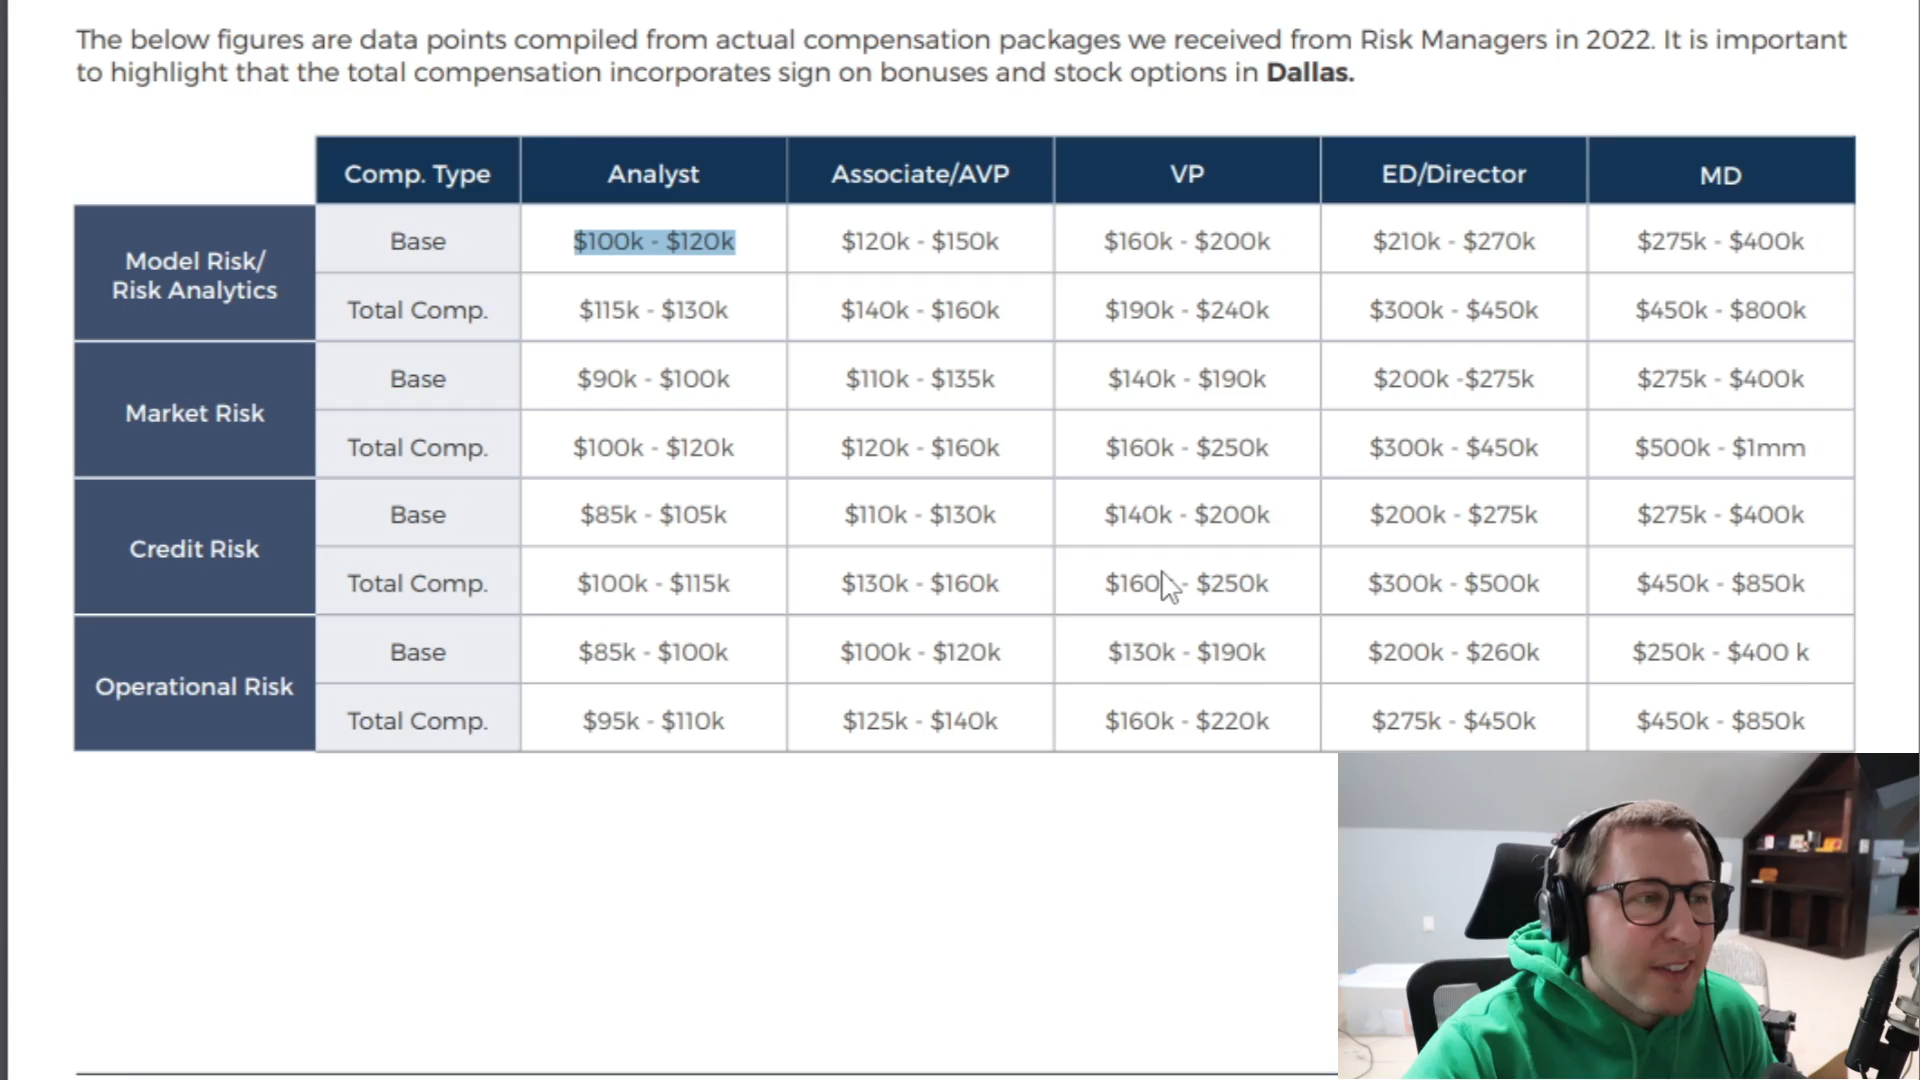 The below figures are data points compiled from actual compensation packages we received from Risk Managers in 2022. It is important
to highlight that the total compensation incorporates sign on bonuses and stock options in Dallas.
Comp. Type Analyst Associate/AVP VP ED/Director MD
Model Risk/
Risk Analytics
Base $100k - $120k $120k - $150k $160k - $200k $210k - $270k $275k - $400k
Total Comp. $115k - $130k $140k - $160k $190k - $240k $300k - $450k $450k - $800k
Market Risk
Base $90k - $100k $110k - $135k $140k - $190k $200k -$275k $275k - $400k
Total Comp. $100k - $120k $120k - $160k $160k - $250k $300k - $450k $500k - $1mm
Credit Risk
Base $85k - $105k $110k - $130k $140k - $200k $200k - $275k $275k - $400k
Total Comp. $100k - $115k $130k - $160k $160 - $250k $300k - $500k $450k - $850k
Operational Risk
Base $85k - $100k $100k - $120k $130k - $190k $200k - $260k $250k - $400 k
Total Comp. $95k - $110k $125k - $140k $160k - $220k $275k - $450k $450k - $850k